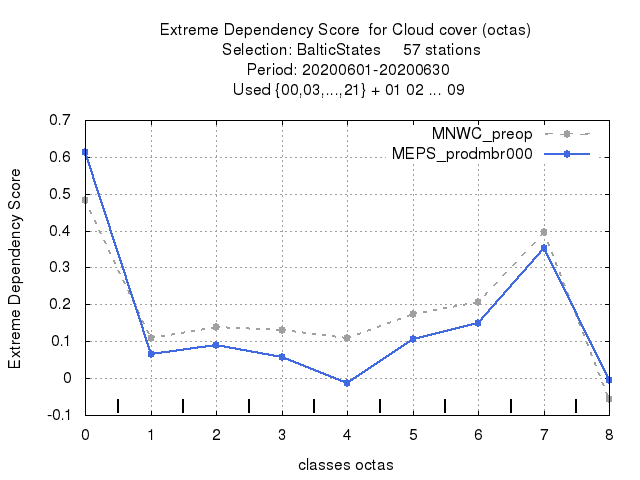 Extreme Dependency Score  for Cloud cover (octas)
Selection: BalticStates     57 stations
Period: 20200601-20200630
Used {00,03,...,21} + 01 02 ... 09
MNWC_preop
MEPS_prodmbr000
Extreme Dependency Score
0.7
0.6
0.5
0.4
0.3
0.2
0.1
0
-0.1
0 1 2 3 4 5 6 7 8
classes octas